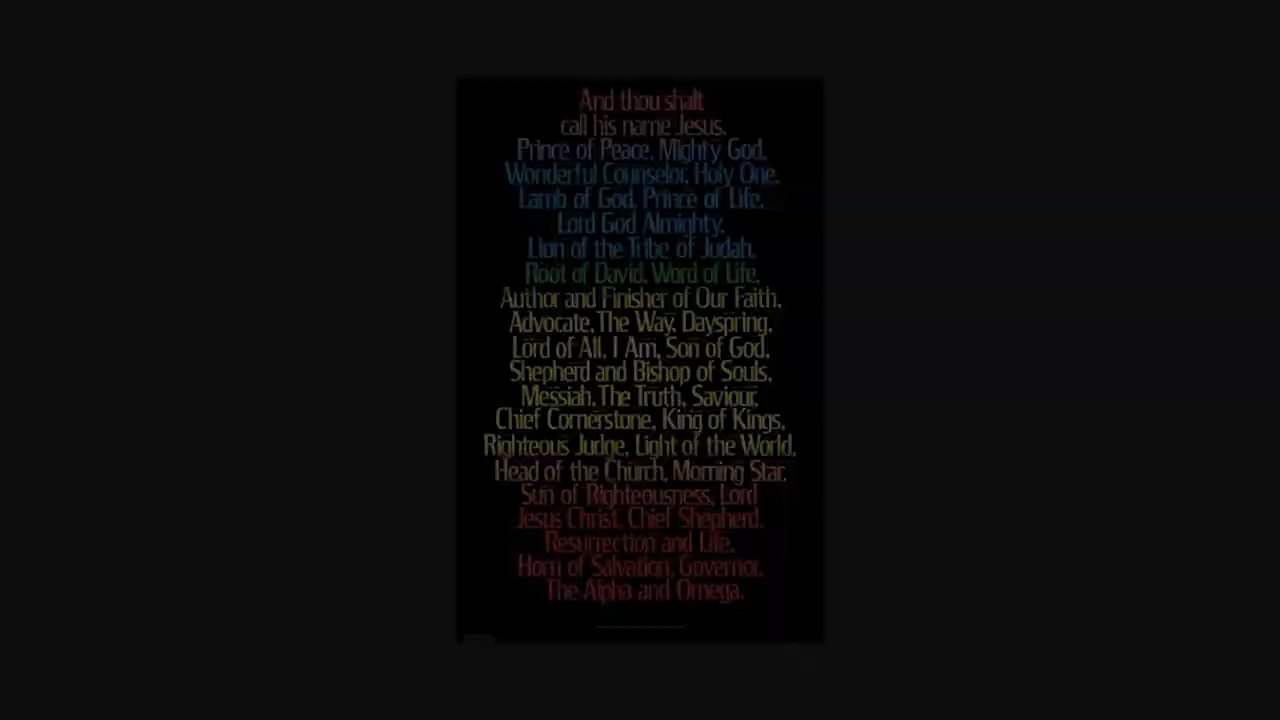 And thou shalt
call his name Jesus.
Prince of Peace. Mighty God.
Wonderful Counselor. Holy One.
Lamb of God. Prince of Life.
Lord God Almighty.
Lion of the Tribe of Judah.
Root of David. Word of Life.
Author and Finisher of Our Faith.
Advocate. The Way. Dayspring.
Lord of All. I Am. Son of God.
Shepherd and Bishop of Souls.
Messiah. The Truth. Saviour.
Chief Cornerstone. King of Kings.
Righteous Judge. Light of the World.
Head of the Church. Morning Star.
Sun of Righteousness. Lord
Jesus Christ. Chief Shepherd.
Resurrection and Life.
Horn of Salvation. Governor.
The Alpha and Omega.